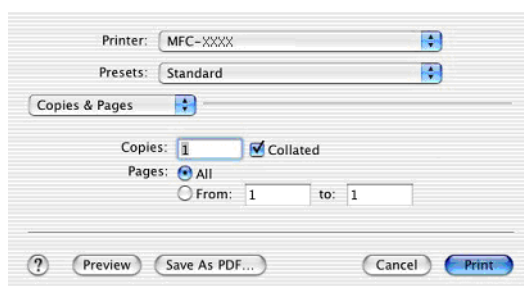 Printer: MFC-XXXX
Presets: Standard
Copies & Pages
Copies: 1 Collated
Pages: All
From: 1 to: 1
? Preview Save As PDF... Cancel Print